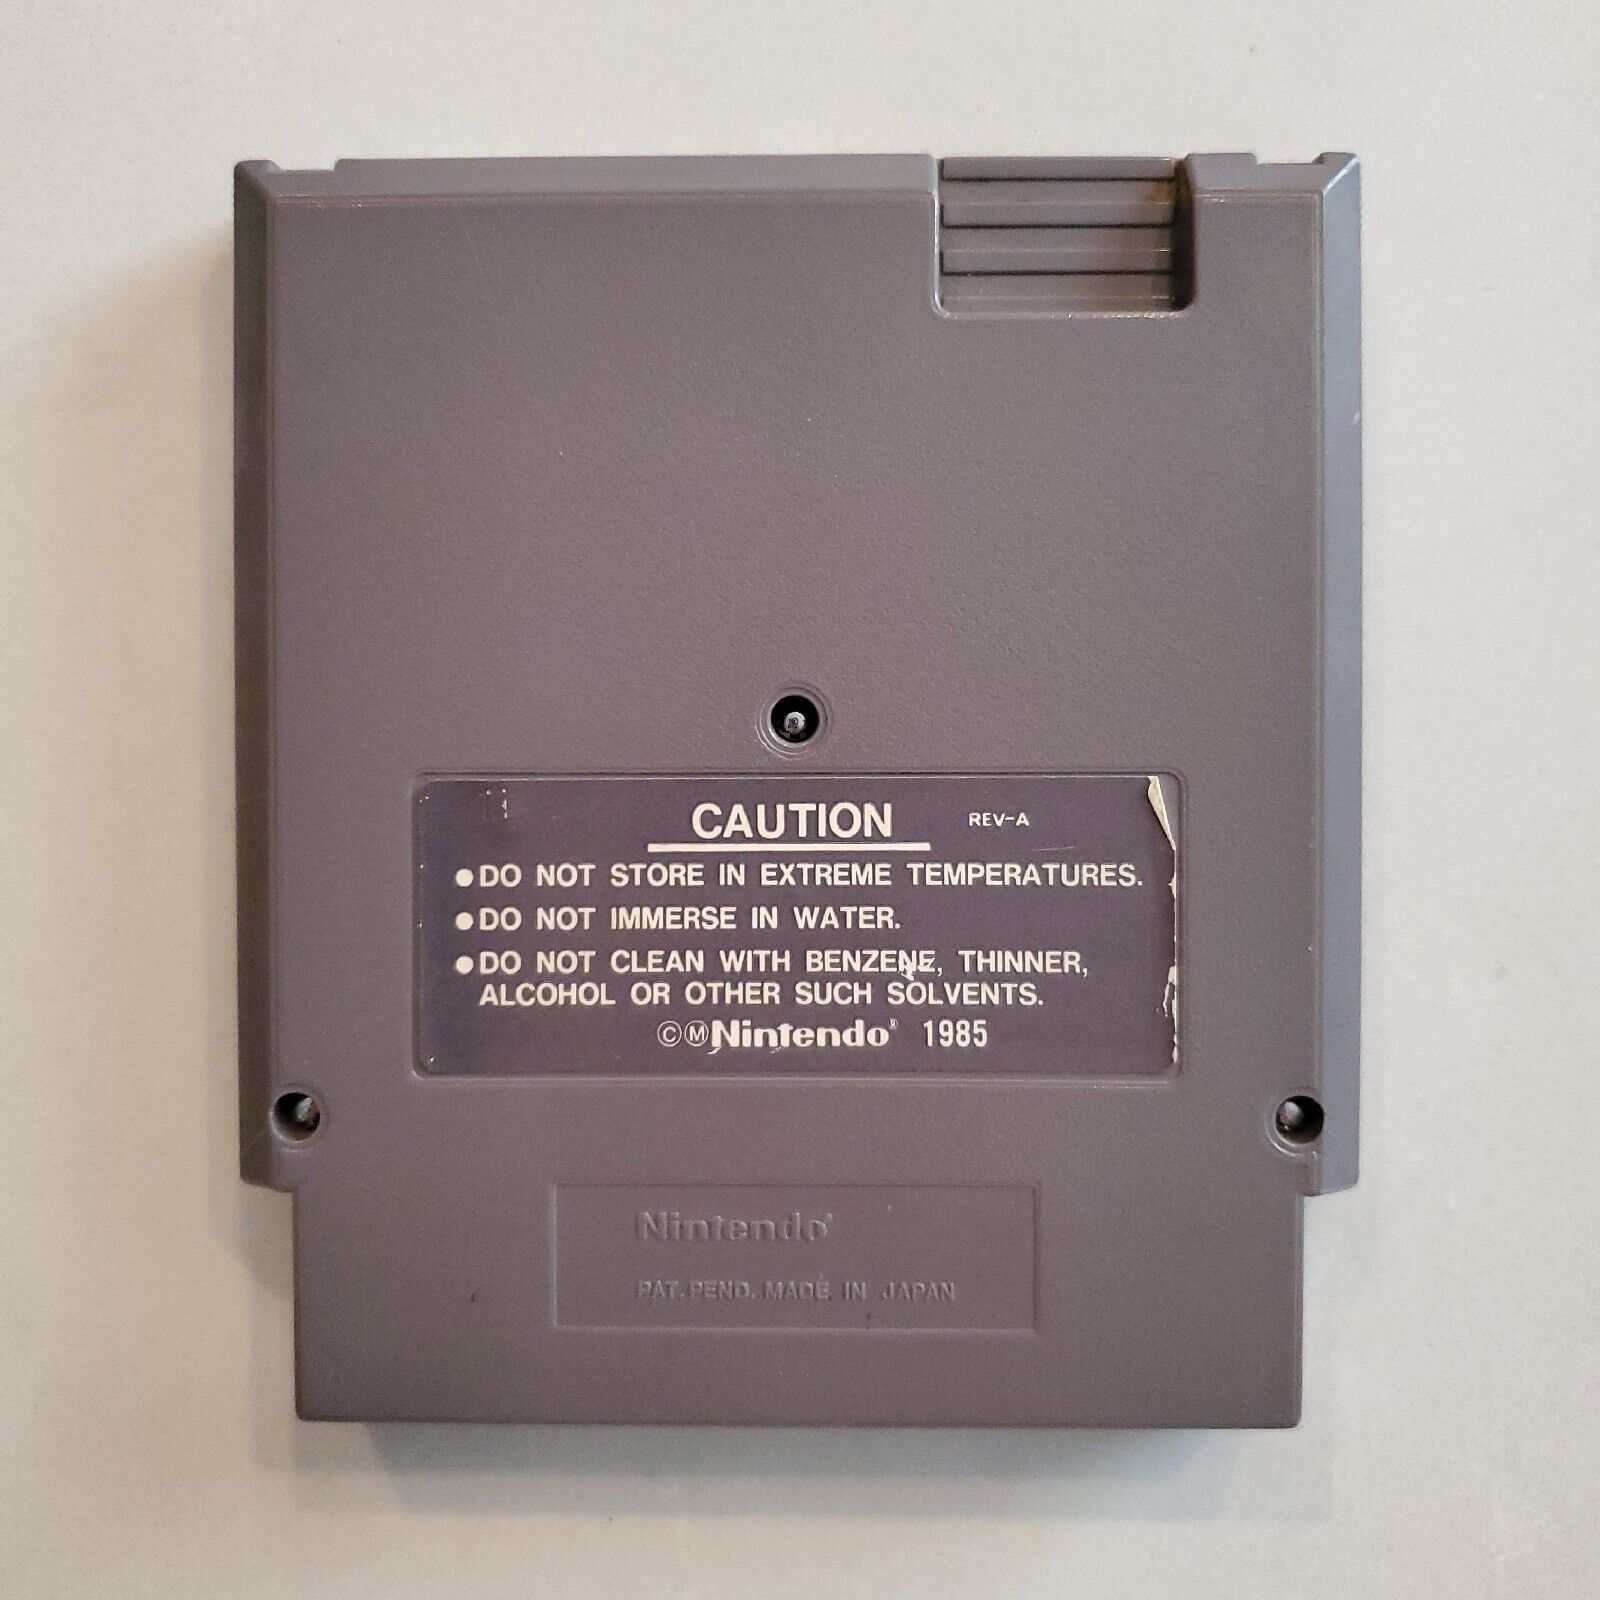 CAUTION REV-A
●DO NOT STORE IN EXTREME TEMPERATURES.
●DO NOT IMMERSE IN WATER.
●DO NOT CLEAN WITH BENZENE, THINNER,
ALCOHOL OR OTHER SUCH SOLVENTS.
©ⓂNintendo® 1985
Nintendo®
PAT. PEND. MADE IN JAPAN